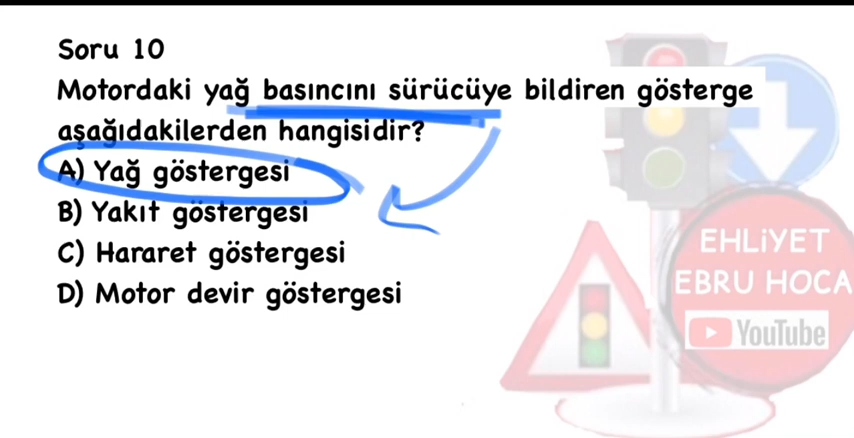 Soru 10
Motordaki yağ basıncını sürücüye bildiren gösterge
aşağıdakilerden hangisidir?
A) Yağ göstergesi
B) Yakıt göstergesi
C) Hararet göstergesi
D) Motor devir göstergesi
EHLİYET
EBRU HOCA
YouTube